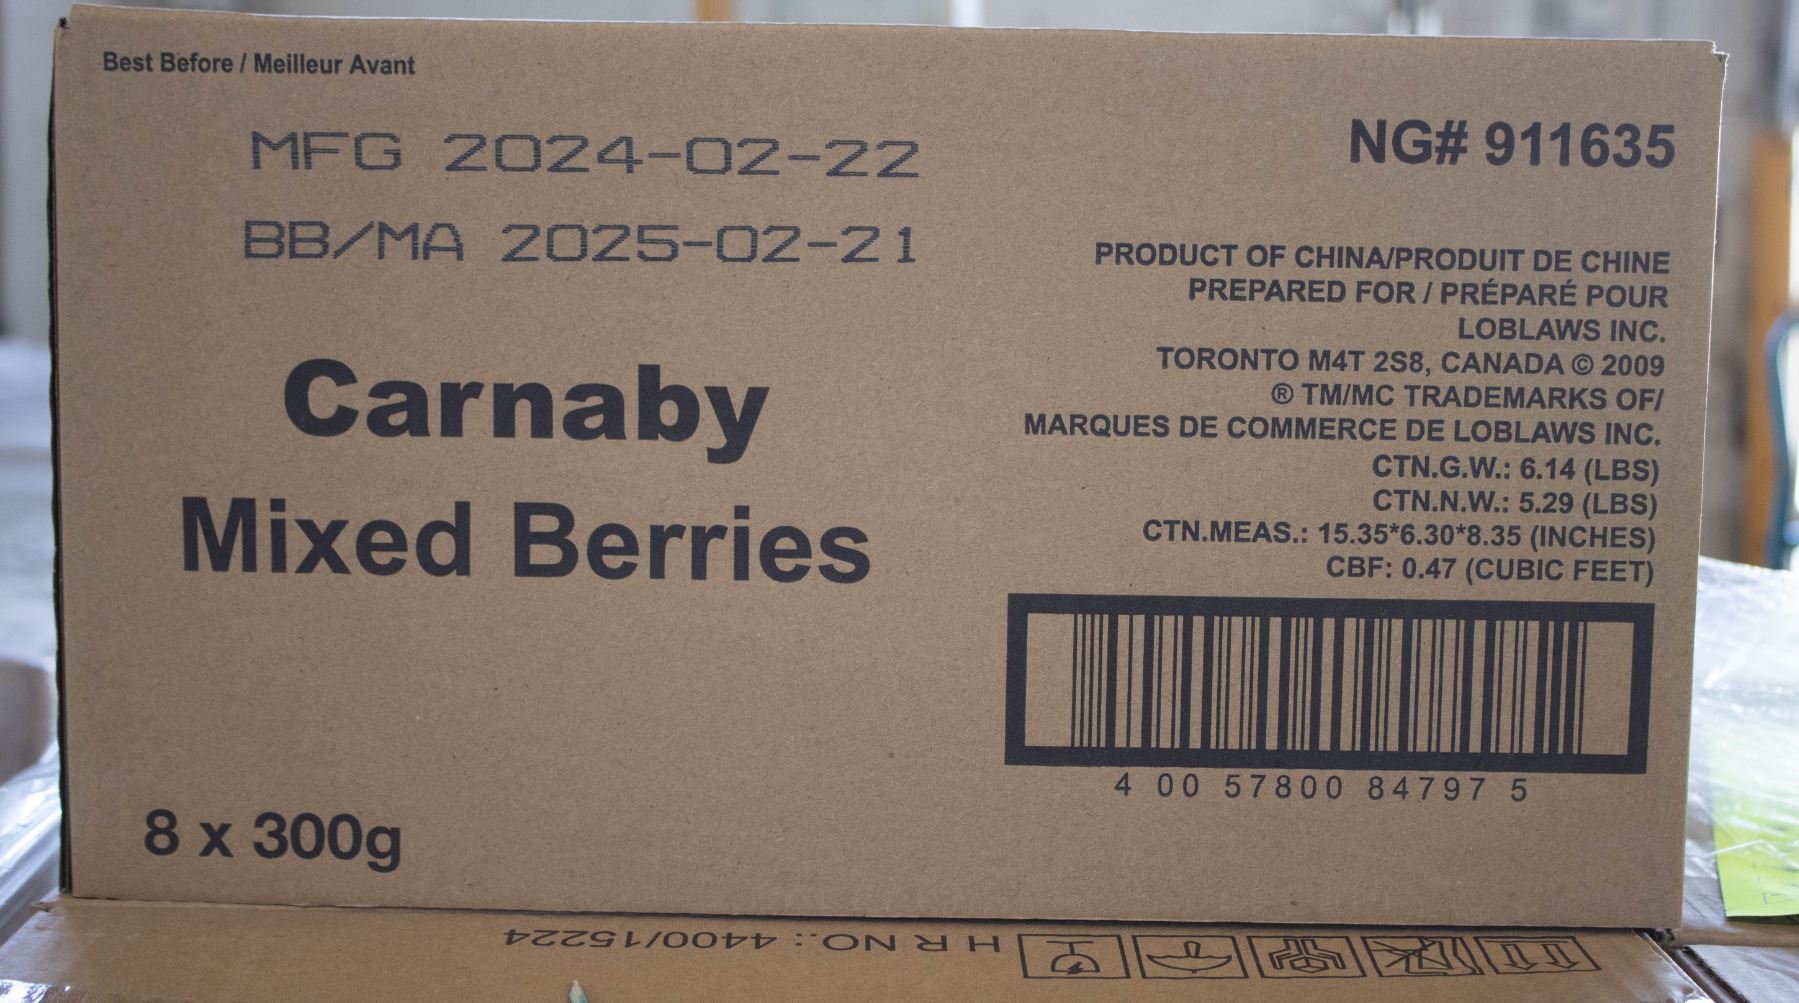 Best Before / Meilleur Avant
MFG 2024-02-22
BB/MA 2025-02-21
Carnaby
Mixed Berries
8 x 300g
NG# 911635
PRODUCT OF CHINA/PRODUIT DE CHINE
PREPARED FOR / PRÉPARÉ POUR
LOBLAWS INC.
TORONTO M4T 2S8, CANADA © 2009
® TM/MC TRADEMARKS OF/
MARQUES DE COMMERCE DE LOBLAWS INC.
CTN.G.W.: 6.14 (LBS)
CTN.N.W.: 5.29 (LBS)
CTN.MEAS.: 15.35*6.30*8.35 (INCHES)
CBF: 0.47 (CUBIC FEET)
4 00 57800 84797 5
H R NO.: 4400/15224